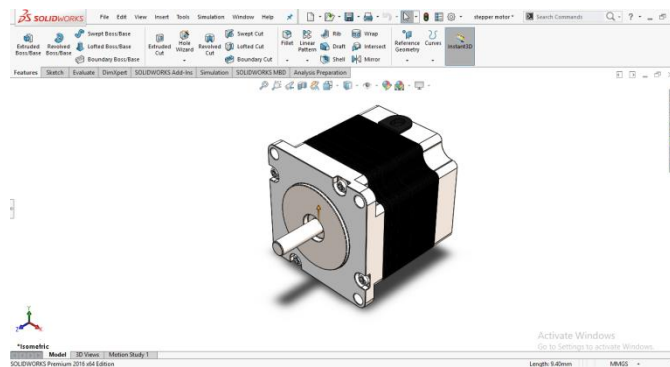 SOLIDWORKS File Edit View Insert Tools Simulation Window Help stepper motor * Search Commands
Extruded Boss/Base Revolved Boss/Base Swept Boss/Base Lofted Boss/Base Boundary Boss/Base Extruded Cut Hole Wizard Revolved Cut Swept Cut Lofted Cut Boundary Cut Fillet Linear Pattern Rib Draft Shell Wrap Intersect Mirror Reference Geometry Curves Instant3D
Features Sketch Evaluate DimXpert SOLIDWORKS Add-Ins Simulation SOLIDWORKS MBD Analysis Preparation
*Isometric
Activate Windows
Go to Settings to activate Windows.
Model 3D Views Motion Study 1
SOLIDWORKS Premium 2016 x64 Edition Length: 9.40mm MMGS